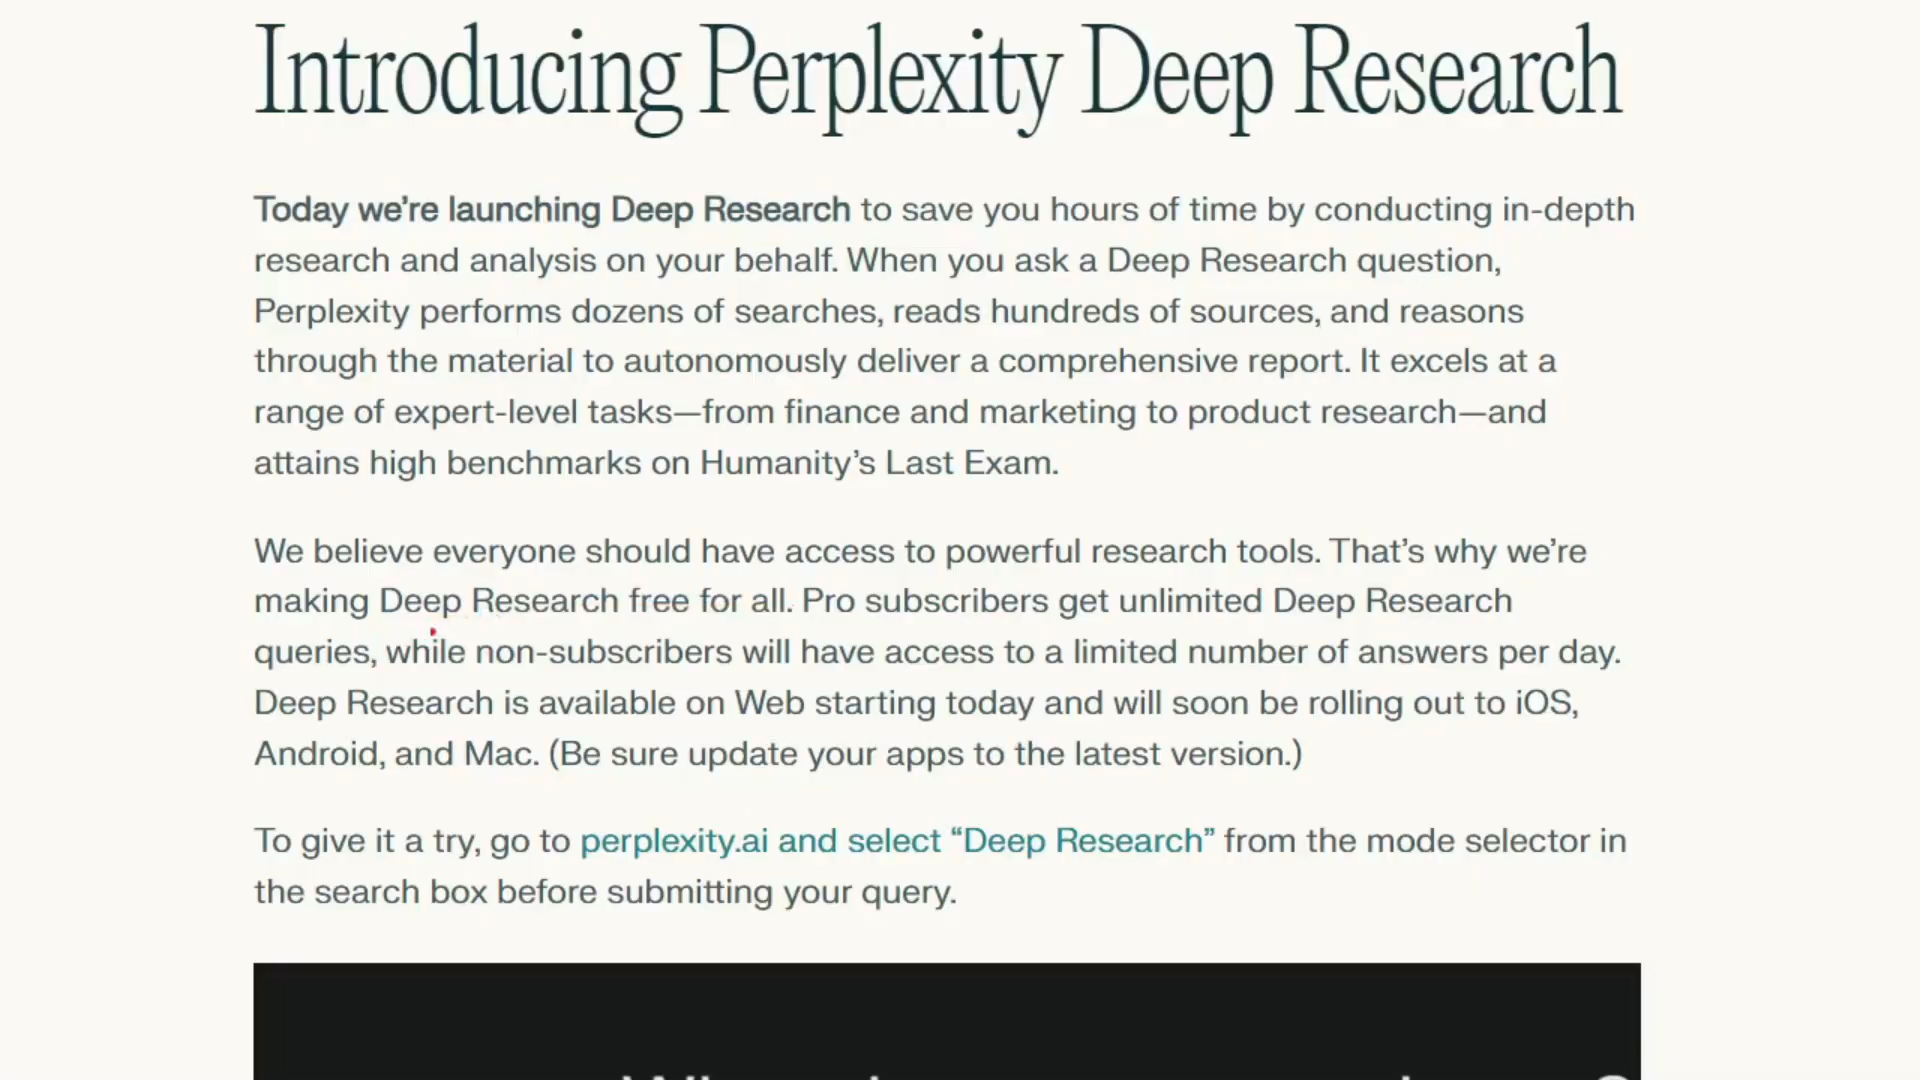 Introducing Perplexity Deep Research
Today we’re launching Deep Research to save you hours of time by conducting in-depth
research and analysis on your behalf. When you ask a Deep Research question,
Perplexity performs dozens of searches, reads hundreds of sources, and reasons
through the material to autonomously deliver a comprehensive report. It excels at a
range of expert-level tasks—from finance and marketing to product research—and
attains high benchmarks on Humanity’s Last Exam.
We believe everyone should have access to powerful research tools. That’s why we’re
making Deep Research free for all. Pro subscribers get unlimited Deep Research
queries, while non-subscribers will have access to a limited number of answers per day.
Deep Research is available on Web starting today and will soon be rolling out to iOS,
Android, and Mac. (Be sure update your apps to the latest version.)
To give it a try, go to perplexity.ai and select “Deep Research” from the mode selector in
the search box before submitting your query.